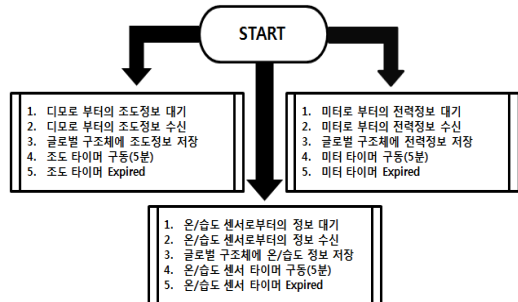 START
1. 디모로 부터의 조도정보 대기
2. 디모로 부터의 조도정보 수신
3. 글로벌 구조체에 조도정보 저장
4. 조도 타이머 구동(5분)
5. 조도 타이머 Expired
1. 미터로 부터의 전력정보 대기
2. 미터로 부터의 전력정보 수신
3. 글로벌 구조체에 전력정보 저장
4. 미터 타이머 구동(5분)
5. 미터 타이머 Expired
1. 온/습도 센서로부터의 정보 대기
2. 온/습도 센서로부터의 정보 수신
3. 글로벌 구조체에 온/습도 정보 저장
4. 온/습도 센서 타이머 구동(5분)
5. 온/습도 센서 타이머 Expired